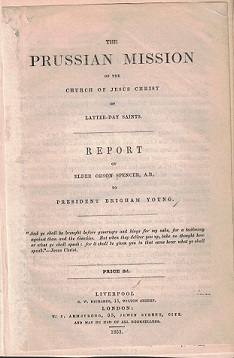 THE
PRUSSIAN MISSION
OF THE
CHURCH OF JESUS CHRIST
OF
LATTER-DAY SAINTS.
REPORT
OF
ELDER ORSON SPENCER, A.B.
TO
PRESIDENT BRIGHAM YOUNG.
"And ye shall be brought before governors and kings for my sake, for a testimony
against them and the Gentiles. But when they deliver you up, take no thought how
or what ye shall speak: for it shall be given you in that same hour what ye shall
speak."—Jesus Christ.
PRICE 2d.
LIVERPOOL
S. W. RICHARDS, 15, WILTON STREET.
LONDON:
T. C. ARMSTRONG, 35, JEWIN STREET, CITY.
AND MAY BE HAD OF ALL BOOKSELLERS.
1853.